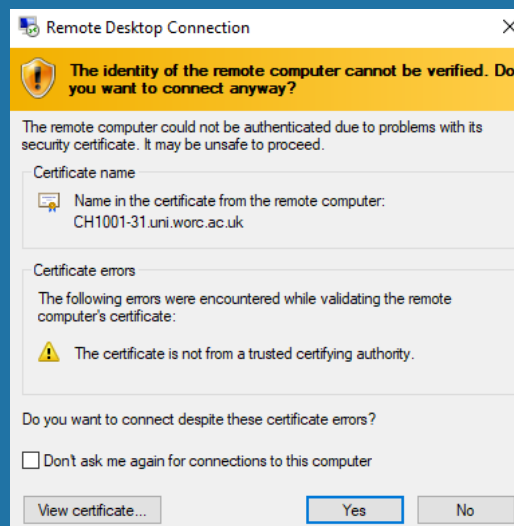 Remote Desktop Connection
The identity of the remote computer cannot be verified. Do
you want to connect anyway?
The remote computer could not be authenticated due to problems with its
security certificate. It may be unsafe to proceed.
Certificate name
Name in the certificate from the remote computer:
CH1001-31.uni.worc.ac.uk
Certificate errors
The following errors were encountered while validating the remote
computer's certificate:
The certificate is not from a trusted certifying authority.
Do you want to connect despite these certificate errors?
Don't ask me again for connections to this computer
View certificate...
Yes
No